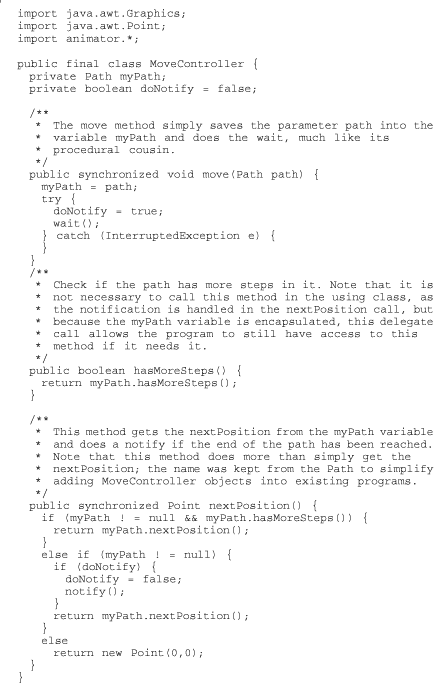 import java.awt.Graphics;
import java.awt.Point;
import animator.*;
public final class MoveController {
private Path myPath;
private boolean doNotify = false;
/**
* The move method simply saves the parameter path into the
* variable myPath and does the wait, much like its
* procedural cousin.
*/
public synchronized void move(Path path) {
myPath = path;
try {
doNotify = true;
wait();
} catch (InterruptedException e) {
}
}
/**
* Check if the path has more steps in it. Note that it is
* not necessary to call this method in the using class, as
* the notification is handled in the nextPosition call, but
* because the myPath variable is encapsulated, this delegate
* call allows the program to still have access to this
* method if it needs it.
*/
public boolean hasMoreSteps() {
return myPath.hasMoreSteps();
}
/**
* This method gets the nextPosition from the myPath variable
* and does a notify if the end of the path has been reached.
* Note that this method does more than simply get the
* nextPosition; the name was kept from the Path to simplify
* adding MoveController objects into existing programs.
*/
public synchronized Point nextPosition() {
if (myPath ! = null && myPath.hasMoreSteps()) {
return myPath.nextPosition();
}
else if (myPath ! = null) {
if (doNotify) {
doNotify = false;
notify();
}
return myPath.nextPosition();
}
else
return new Point(0,0);
}
}